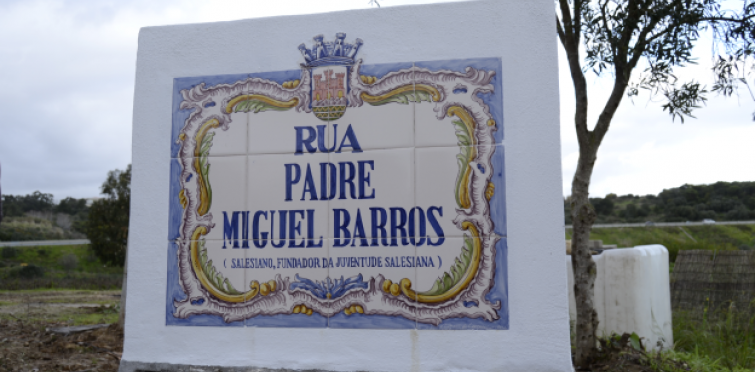 RUA
PADRE
MIGUEL BARROS
( SALESIANO, FUNDADOR DA JUVENTUDE SALESIANA )